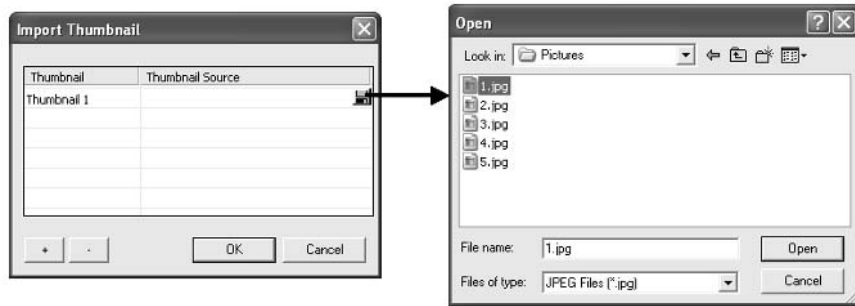 Import Thumbnail
Thumbnail Thumbnail Source
Thumbnail 1
+ - OK Cancel
Open
Look in: Pictures
1.jpg
2.jpg
3.jpg
4.jpg
5.jpg
File name: 1.jpg Open
Files of type: JPEG Files (*.jpg) Cancel